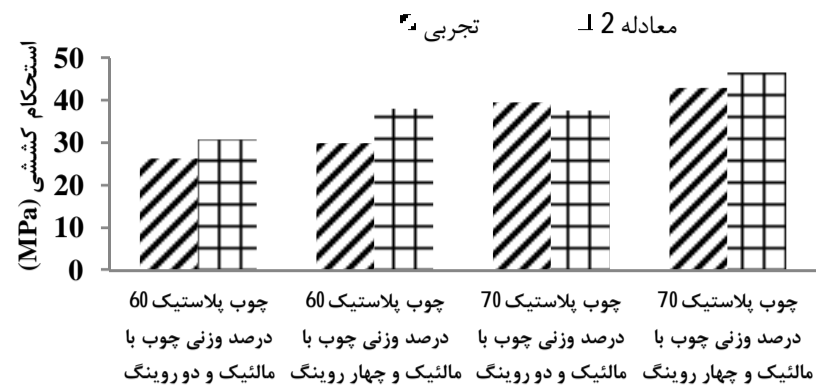 تجربی معادله 2
استحکام کششی (MPa)
50
40
30
20
10
0
چوب پلاستیک 60 درصد وزنی چوب با مالئیک و دو روینگ
چوب پلاستیک 60 درصد وزنی چوب با مالئیک و چهار روینگ
چوب پلاستیک 70 درصد وزنی چوب با مالئیک و دو روینگ
چوب پلاستیک 70 درصد وزنی چوب با مالئیک و چهار روینگ